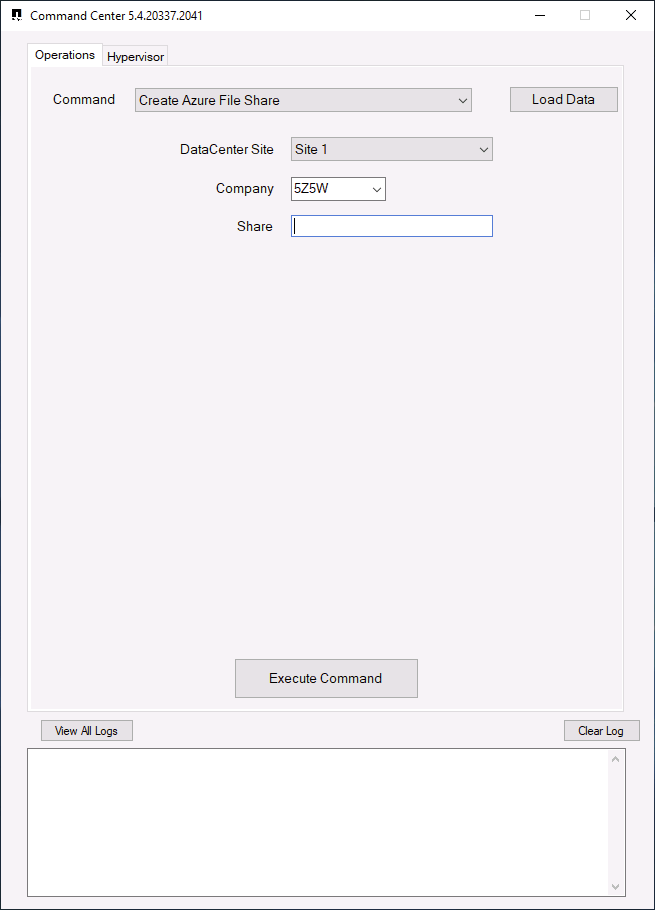 Command Center 5.4.20337.2041
Operations Hypervisor
Command Create Azure File Share Load Data
DataCenter Site Site 1
Company 5Z5W
Share
Execute Command
View All Logs Clear Log